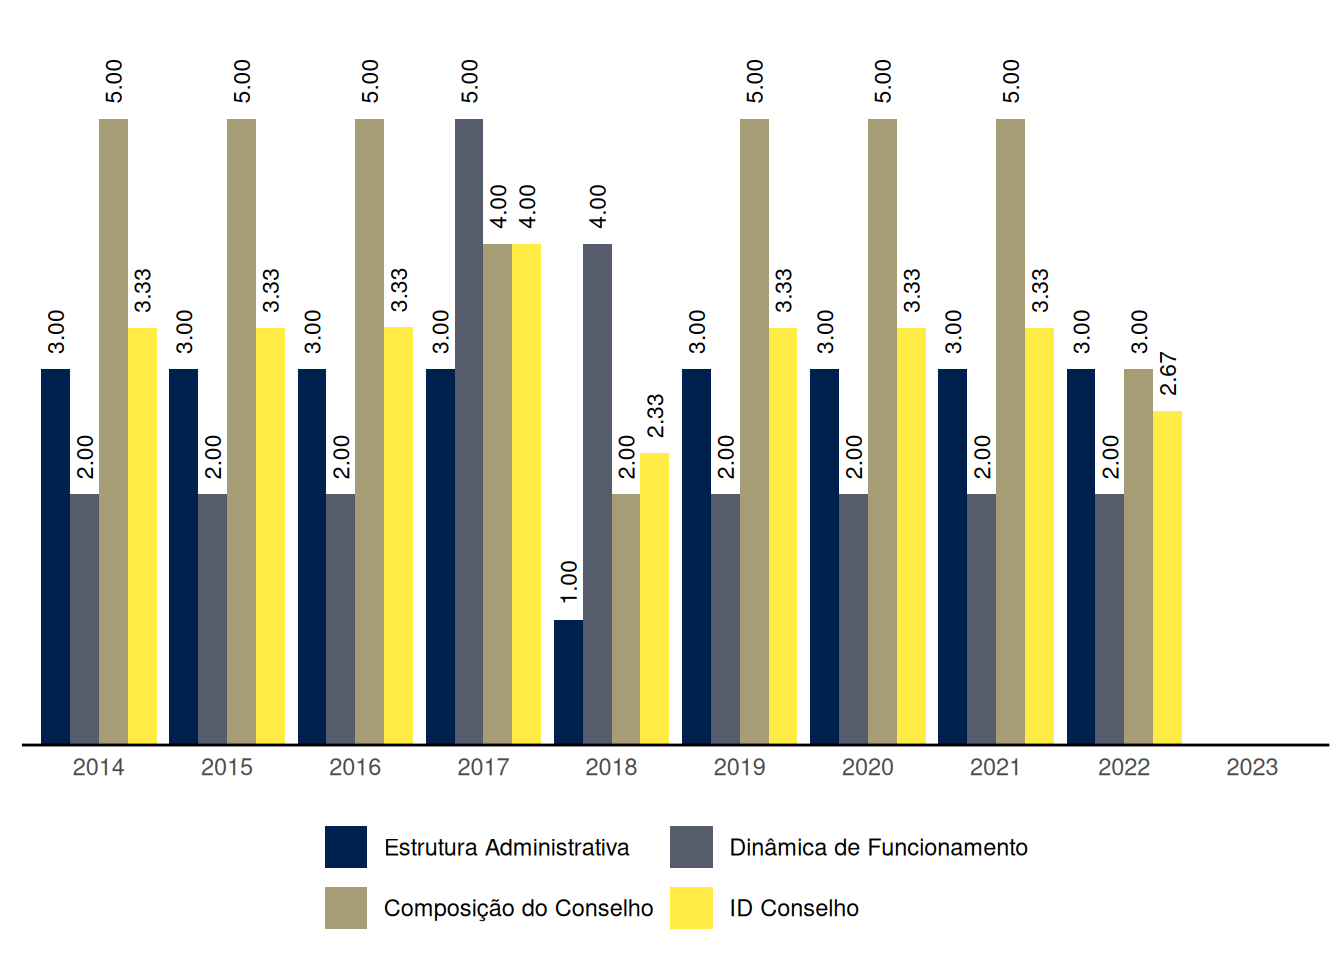 5.00 5.00 5.00 5.00 5.00 5.00 5.00
4.00 4.00 4.00
3.33 3.33 3.33 3.33 3.33 3.33
3.00 3.00 3.00 3.00 3.00 3.00 3.00 3.00 3.00
2.67
2.33
2.00 2.00 2.00 2.00 2.00 2.00 2.00 2.00
1.00
2014 2015 2016 2017 2018 2019 2020 2021 2022 2023
Estrutura Administrativa Dinâmica de Funcionamento
Composição do Conselho ID Conselho